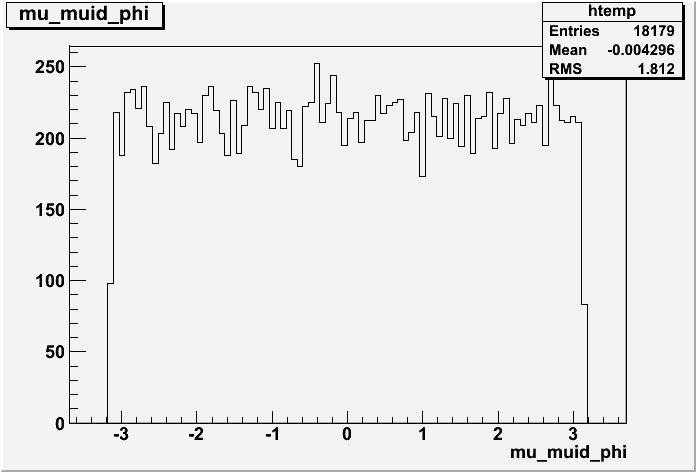 mu_muid_phi
htemp
Entries 18179
Mean -0.004296
RMS 1.812
250
200
150
100
50
0
-3 -2 -1 0 1 2 3
mu_muid_phi